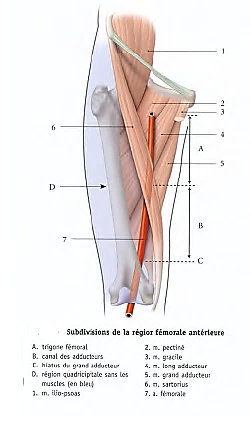 1
2
3
4
A
6
5
D
B
7
C
Subdivisions de la régior fémorale antérieure
A. trigone fémoral
B. canal des adducteurs
C. hiatus du grand adducteur
D. région quadricipitale sans les
muscles (en bleu)
1. m. ilio-psoas
2. m. pectiné
3. m. gracile
4. m. long adducteur
5. m. grand adducteur
6. m. sartorius
7. a. fémorale